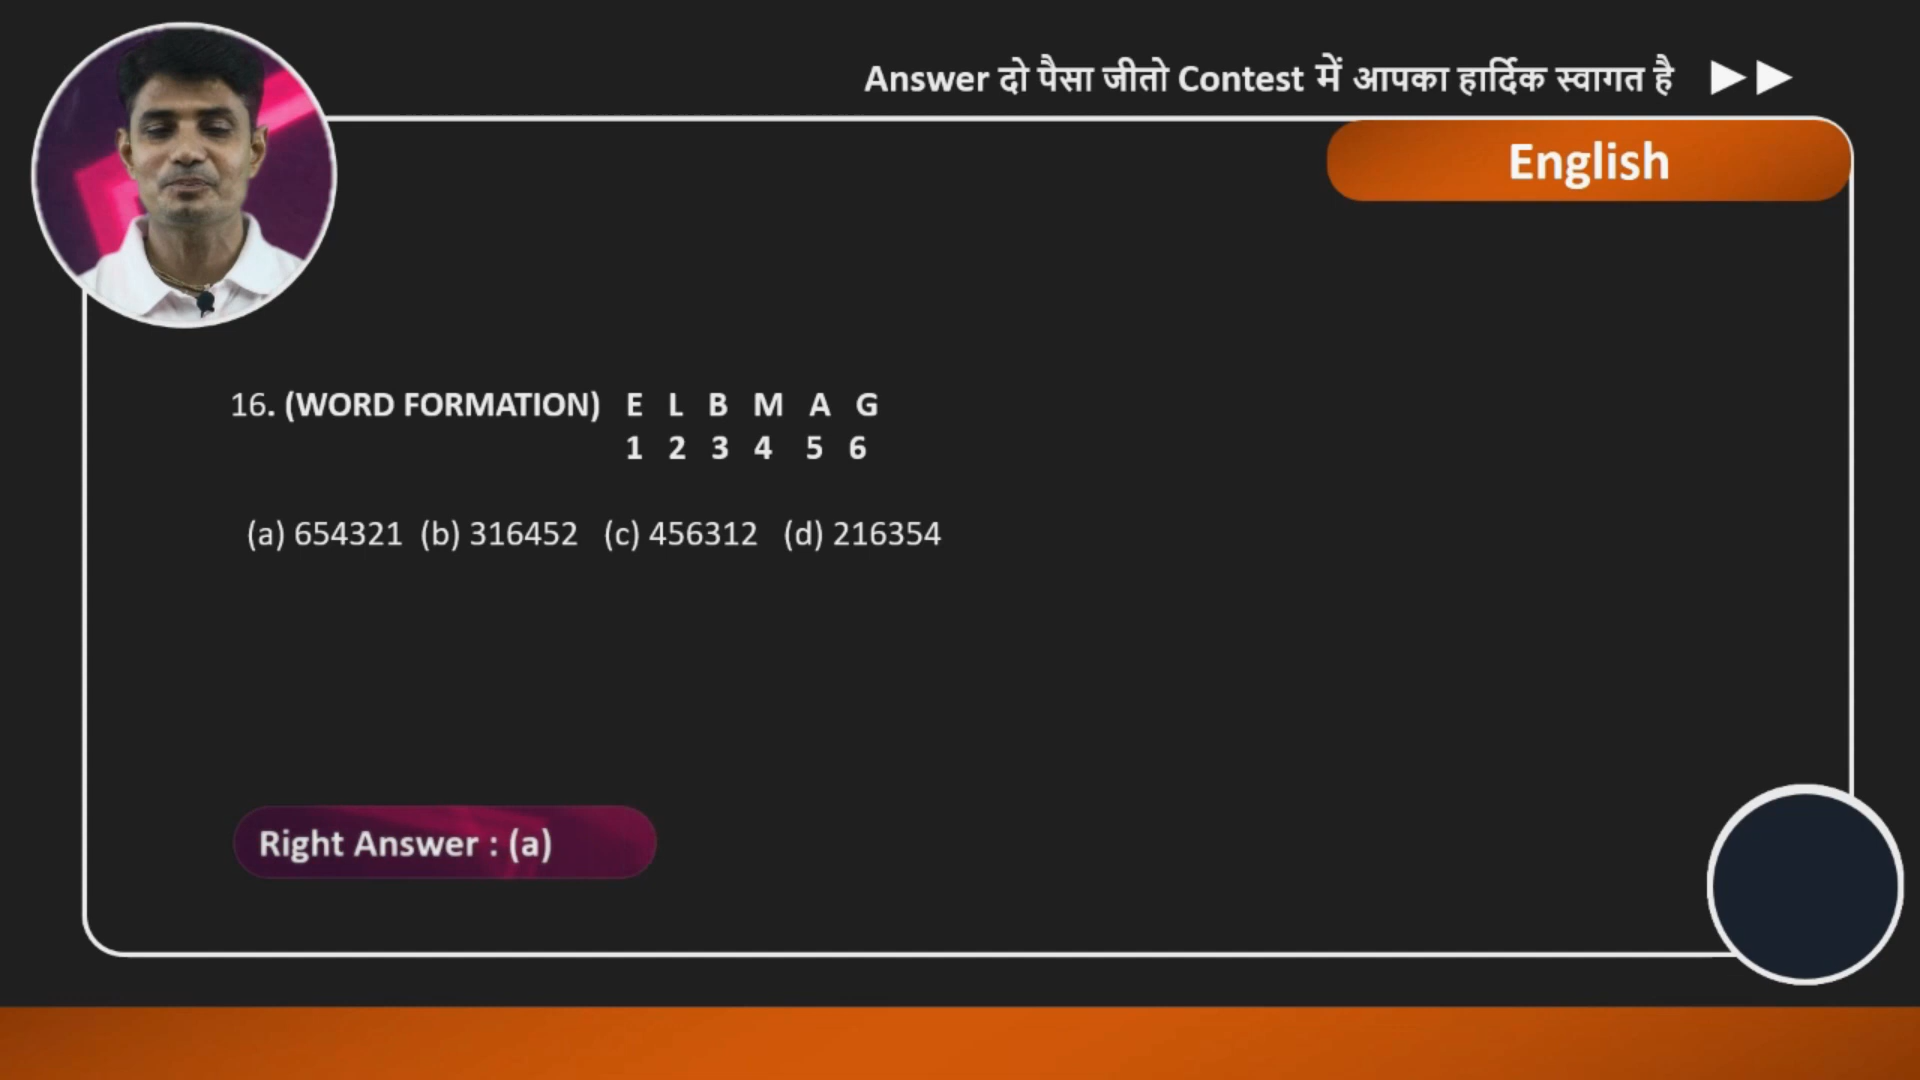 Answer दो पैसा जीतो Contest में आपका हार्दिक स्वागत है
English
16. (WORD FORMATION) E L B M A G
1 2 3 4 5 6
(a) 654321 (b) 316452 (c) 456312 (d) 216354
Right Answer : (a)